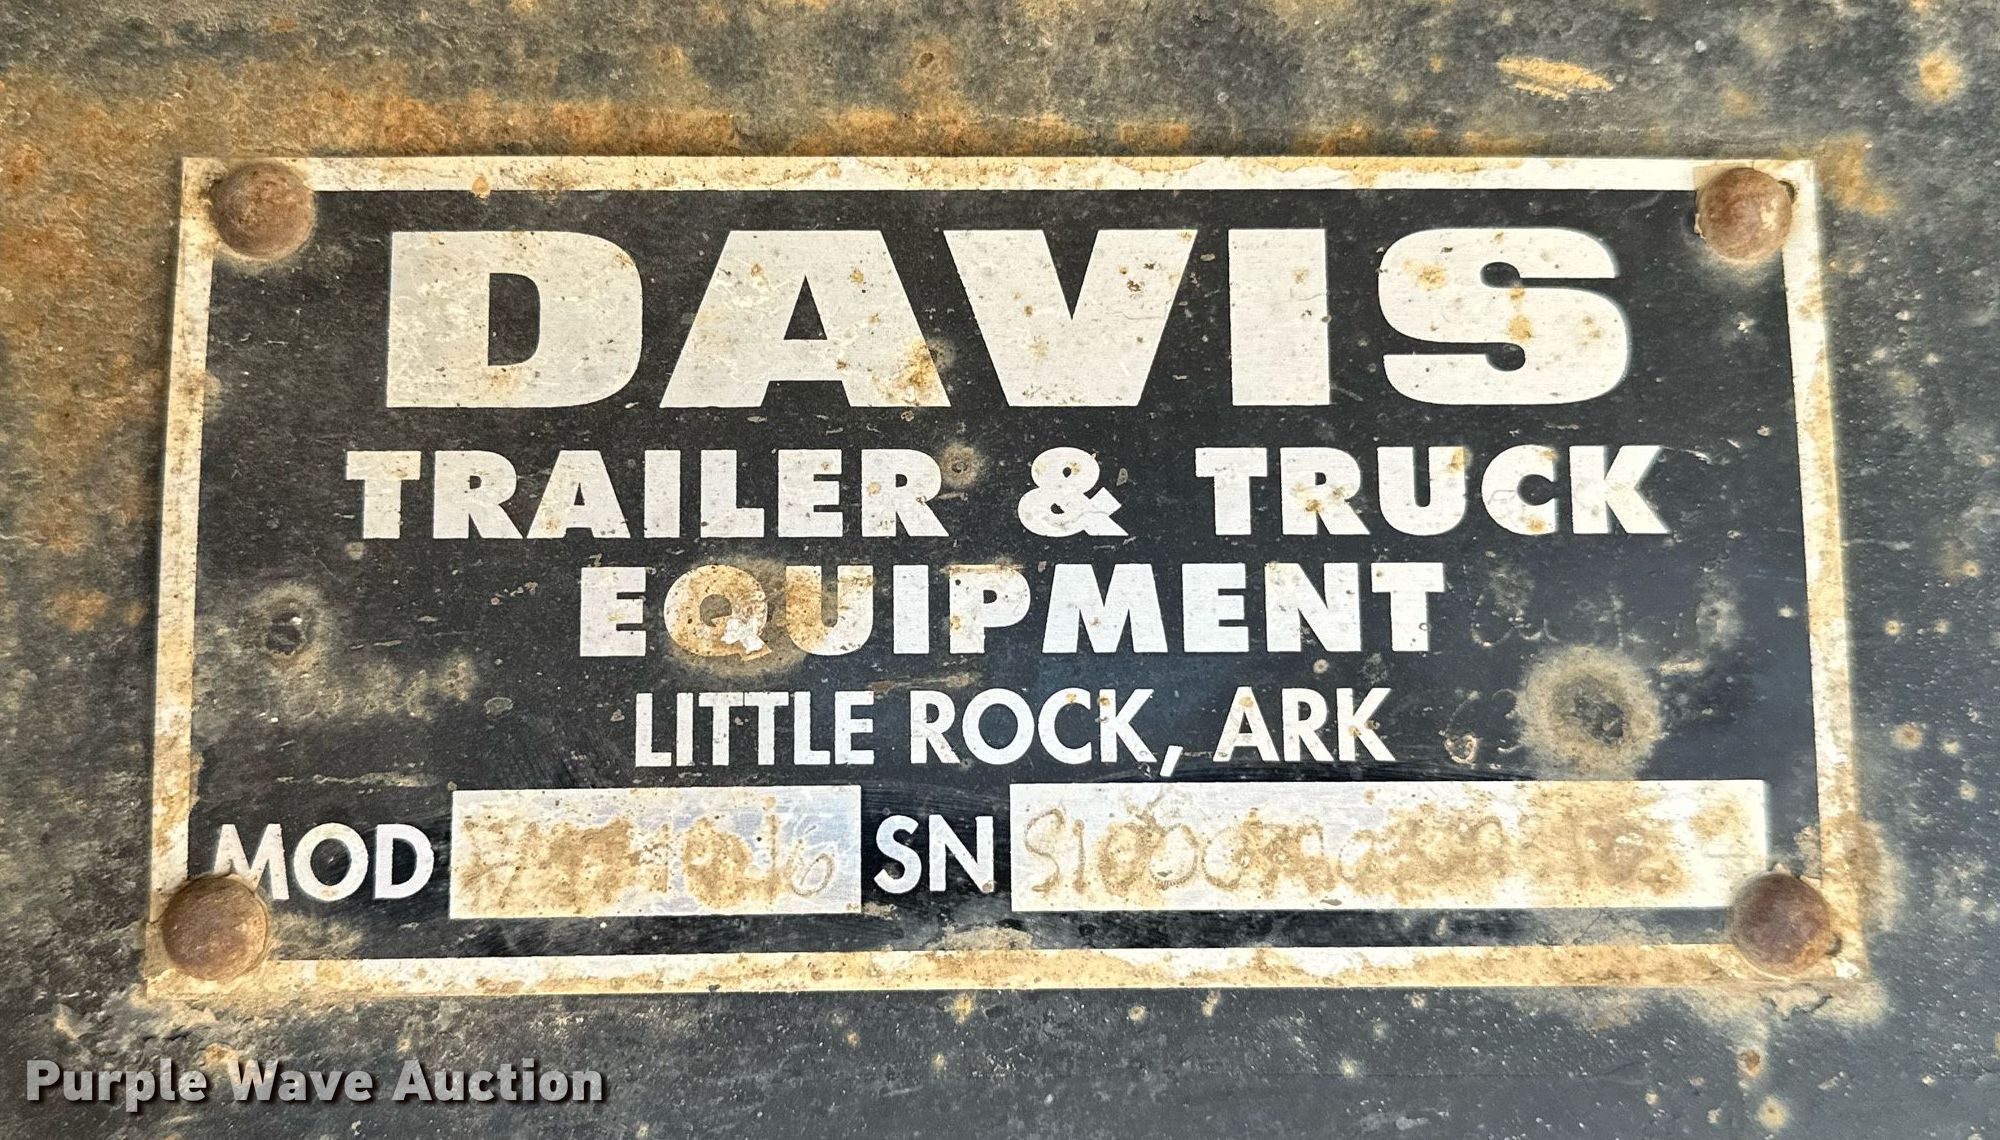 DAVIS
TRAILER & TRUCK
EQUIPMENT
LITTLE ROCK, ARK
MOD SN
Purple Wave Auction